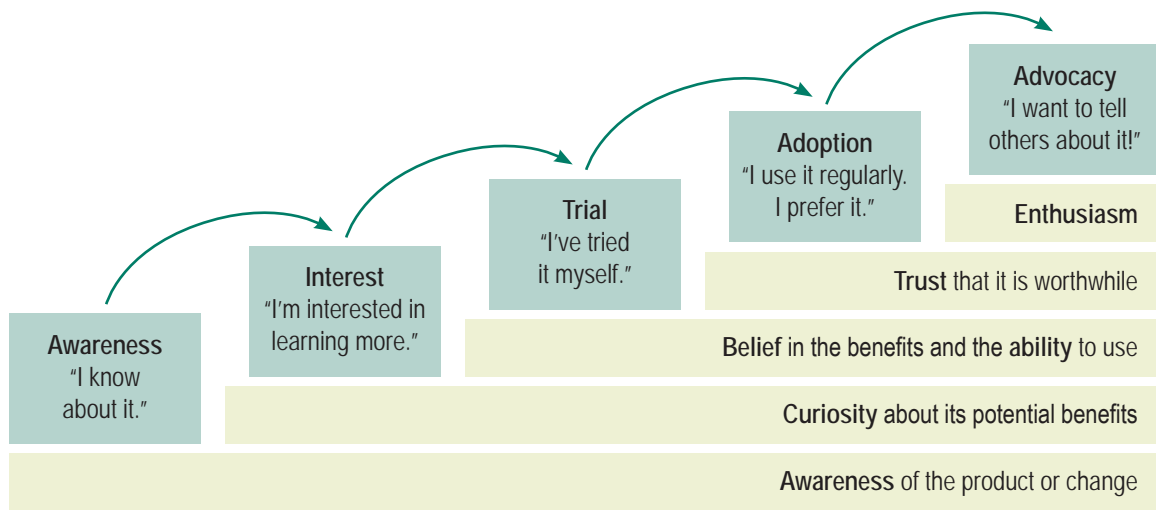 Awareness
“I know
about it.”
Interest
“I’m interested in
learning more.”
Trial
“I’ve tried
it myself.”
Adoption
“I use it regularly.
I prefer it.”
Advocacy
“I want to tell
others about it!”
Enthusiasm
Trust that it is worthwhile
Belief in the benefits and the ability to use
Curiosity about its potential benefits
Awareness of the product or change